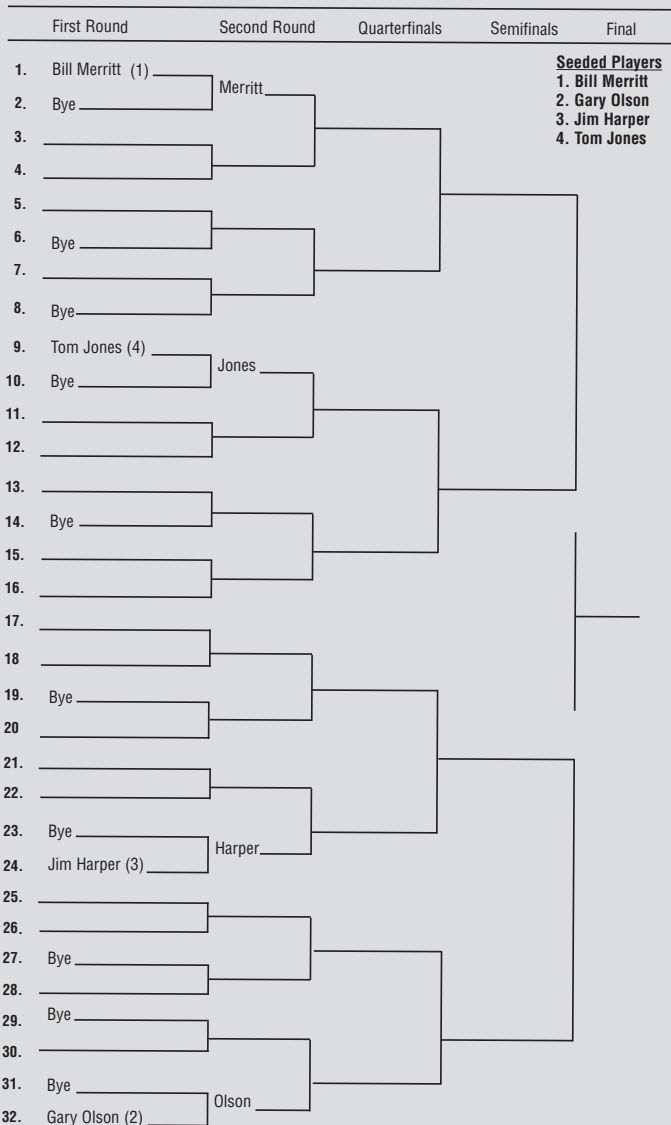 First Round Second Round Quarterfinals Semifinals Final
Seeded Players
1. Bill Merritt
2. Gary Olson
3. Jim Harper
4. Tom Jones
1. Bill Merritt (1)
Merritt
2. Bye
3.
4.
5.
6. Bye
7.
8. Bye
9. Tom Jones (4)
Jones
10. Bye
11.
12.
13.
14. Bye
15.
16.
17.
18
19. Bye
20
21.
22.
23. Bye
Harper
24. Jim Harper (3)
25.
26.
27. Bye
28.
29. Bye
30.
31. Bye
Olson
32. Gary Olson (2)